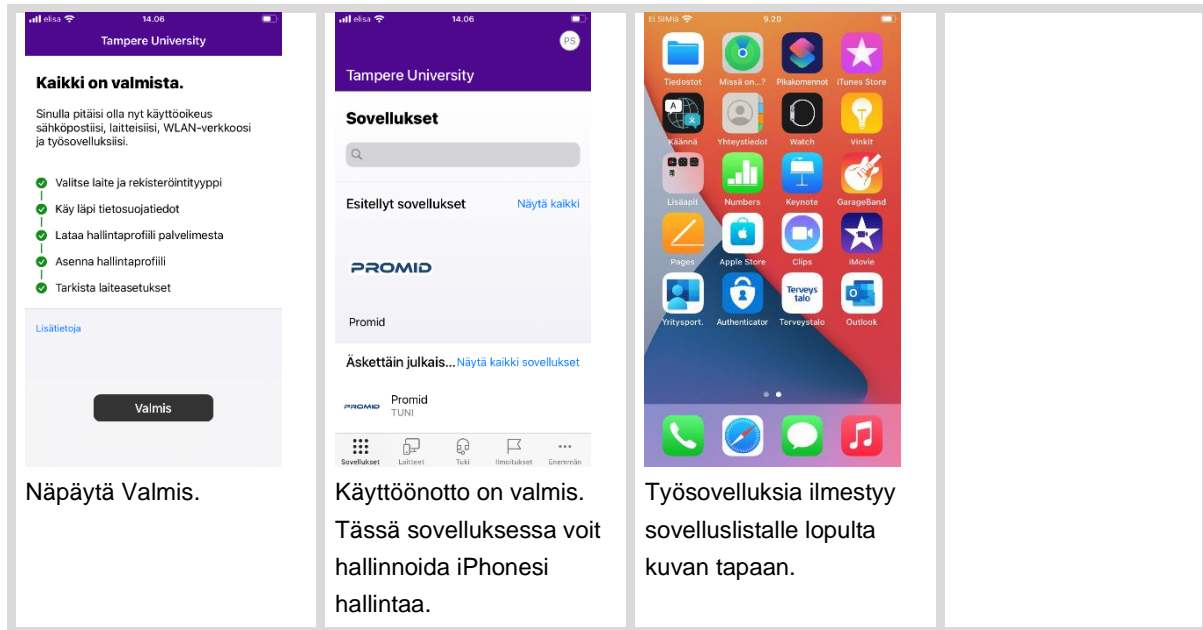 elisa 14.06
Tampere University
Kaikki on valmista.
Sinulla pitäisi olla nyt käyttöoikeus
sähköpostiisi, laitteisiisi, WLAN-verkkoosi
ja työsovelluksiisi.
Valitse laite ja rekisteröintityyppi
Käy läpi tietosuojatiedot
Lataa hallintaprofiili palvelimesta
Asenna hallintaprofiili
Tarkista laiteasetukset
Lisätietoja
Valmis
Näpäytä Valmis.
elisa 14.06
PS
Tampere University
Sovellukset
Esitellyt sovellukset Näytä kaikki
PROMID
Promid
Äskettäin julkais... Näytä kaikki sovellukset
PROMID Promid
TUNI
Sovellukset Laitteet Tuki Ilmoitukset Enemmän
Käyttöönotto on valmis.
Tässä sovelluksessa voit
hallinnoida iPhonesi
hallintaa.
Ei SIMiä 9.20
Tiedostot Missä on...? Pikakomennot iTunes Store
A
Käännä Yhteystiedot Watch Vinkit
Lisäapit Numbers Keynote GarageBand
Pages Apple Store Clips iMovie
Terveys
talo
Yritysport. Authenticator Terveystalo Outlook
Työsovelluksia ilmestyy
sovelluslistalle lopulta
kuvan tapaan.